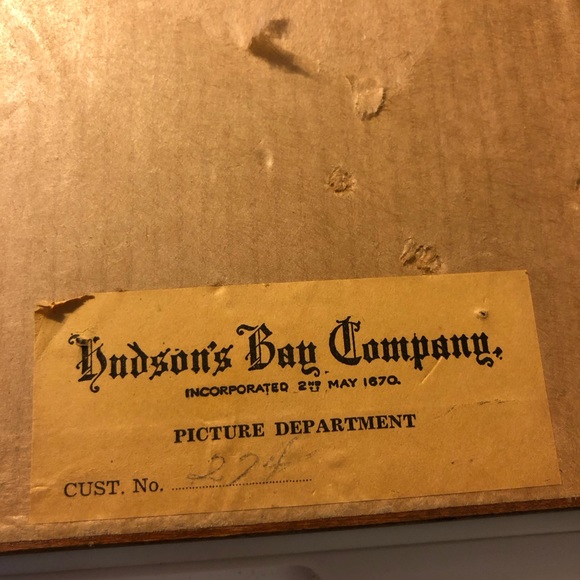 Hudson's Bay Company.
INCORPORATED 2ND MAY 1670.
PICTURE DEPARTMENT
CUST. No.